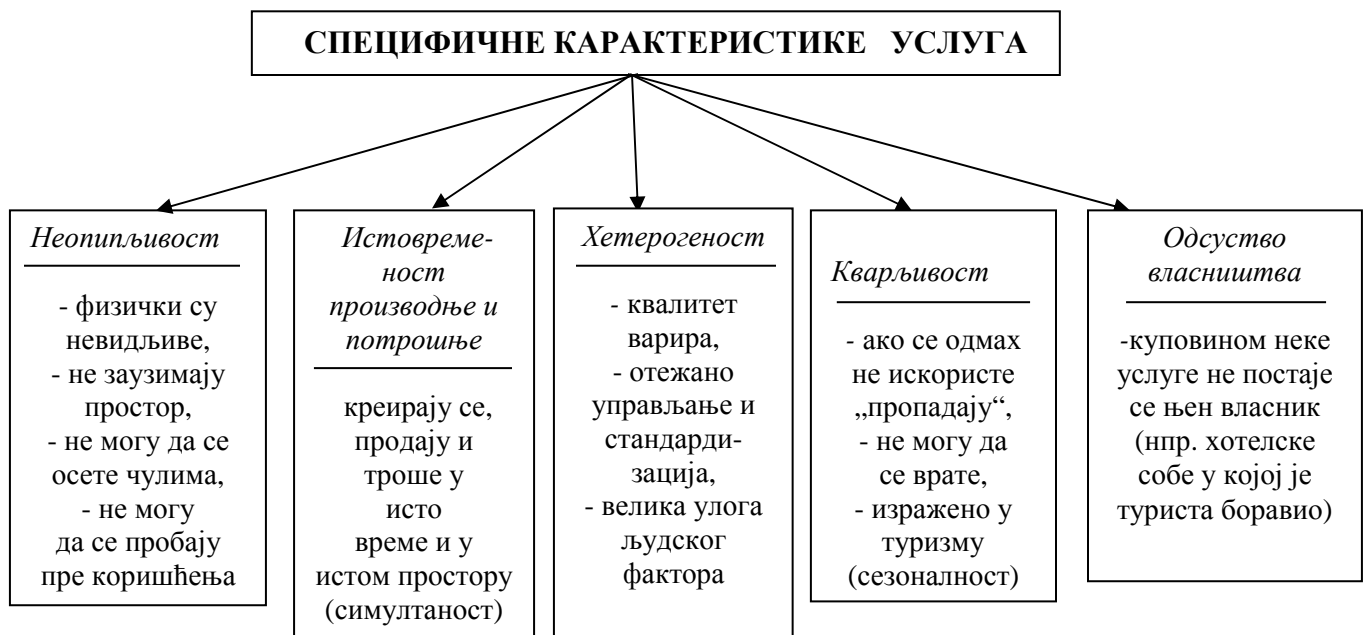 СПЕЦИФИЧНЕ КАРАКТЕРИСТИКЕ УСЛУГА
Неопипљивост
- физички су
невидљиве,
- не заузимају
простор,
- не могу да се
осете чулима,
- не могу
да се пробају
пре коришћења
Истовреме-
ност
производње и
потрошње
креирају се,
продају и
троше у
исто
време и у
истом простору
(симултаност)
Хетерогеност
- квалитет
варира,
- отежано
управљање и
стандарди-
зација,
- велика улога
људског
фактора
Кварљивост
- ако се одмах
не искористе
„пропадају“,
- не могу да
се врате,
- изражено у
туризму
(сезоналност)
Одсуство
власништва
-куповином неке
услуге не постаје
се њен власник
(нпр. хотелске
собе у којој је
туриста боравио)